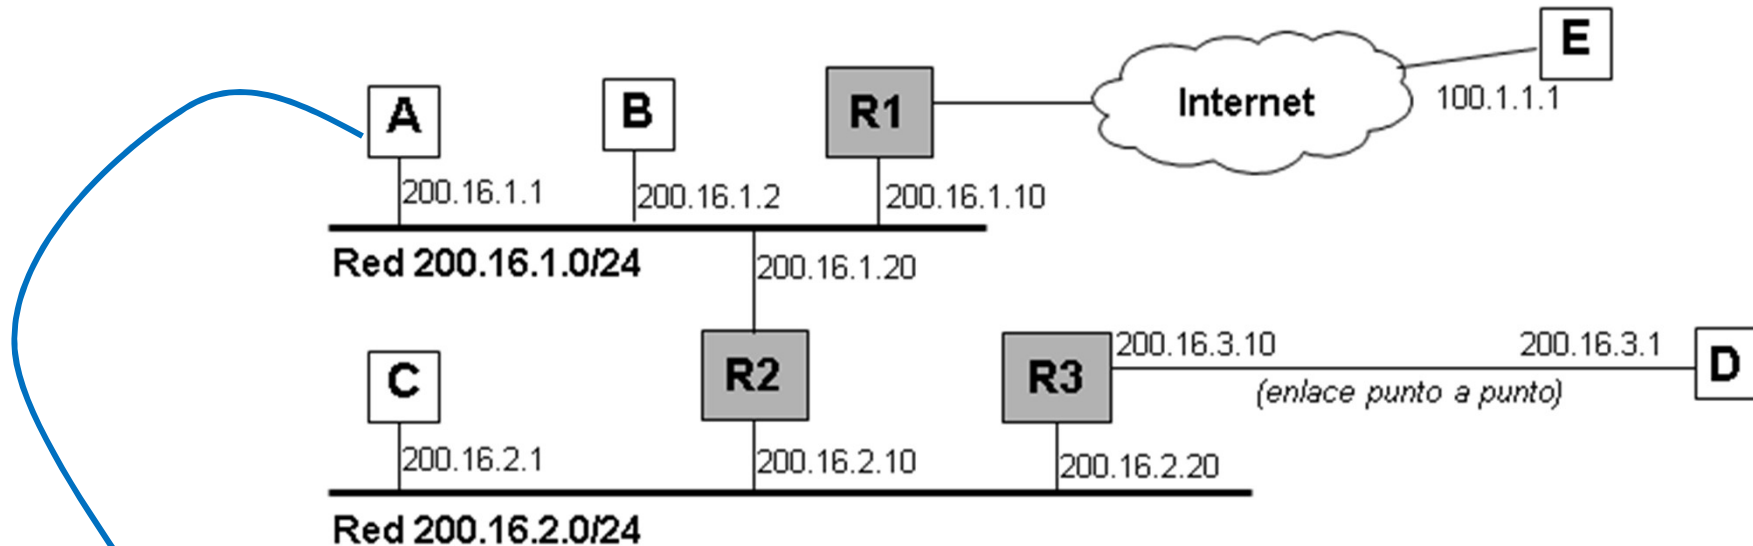 E
A
B
R1
Internet
100.1.1.1
200.16.1.1
200.16.1.2
200.16.1.10
Red 200.16.1.0/24
200.16.1.20
C
R2
R3
200.16.3.10
200.16.3.1
D
(enlace punto a punto)
200.16.2.1
200.16.2.10
200.16.2.20
Red 200.16.2.0/24